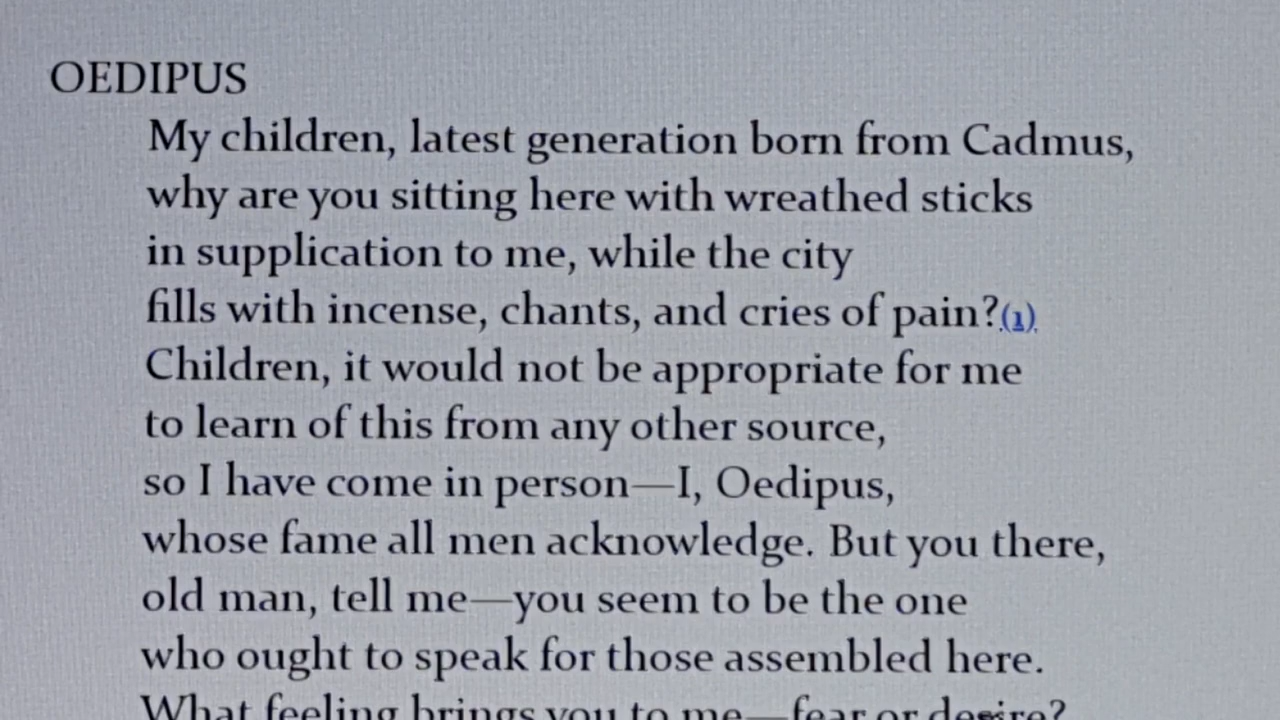 OEDIPUS
My children, latest generation born from Cadmus,
why are you sitting here with wreathed sticks
in supplication to me, while the city
fills with incense, chants, and cries of pain?(1)
Children, it would not be appropriate for me
to learn of this from any other source,
so I have come in person—I, Oedipus,
whose fame all men acknowledge. But you there,
old man, tell me—you seem to be the one
who ought to speak for those assembled here.
What feeling brings you to me—fear or desire?